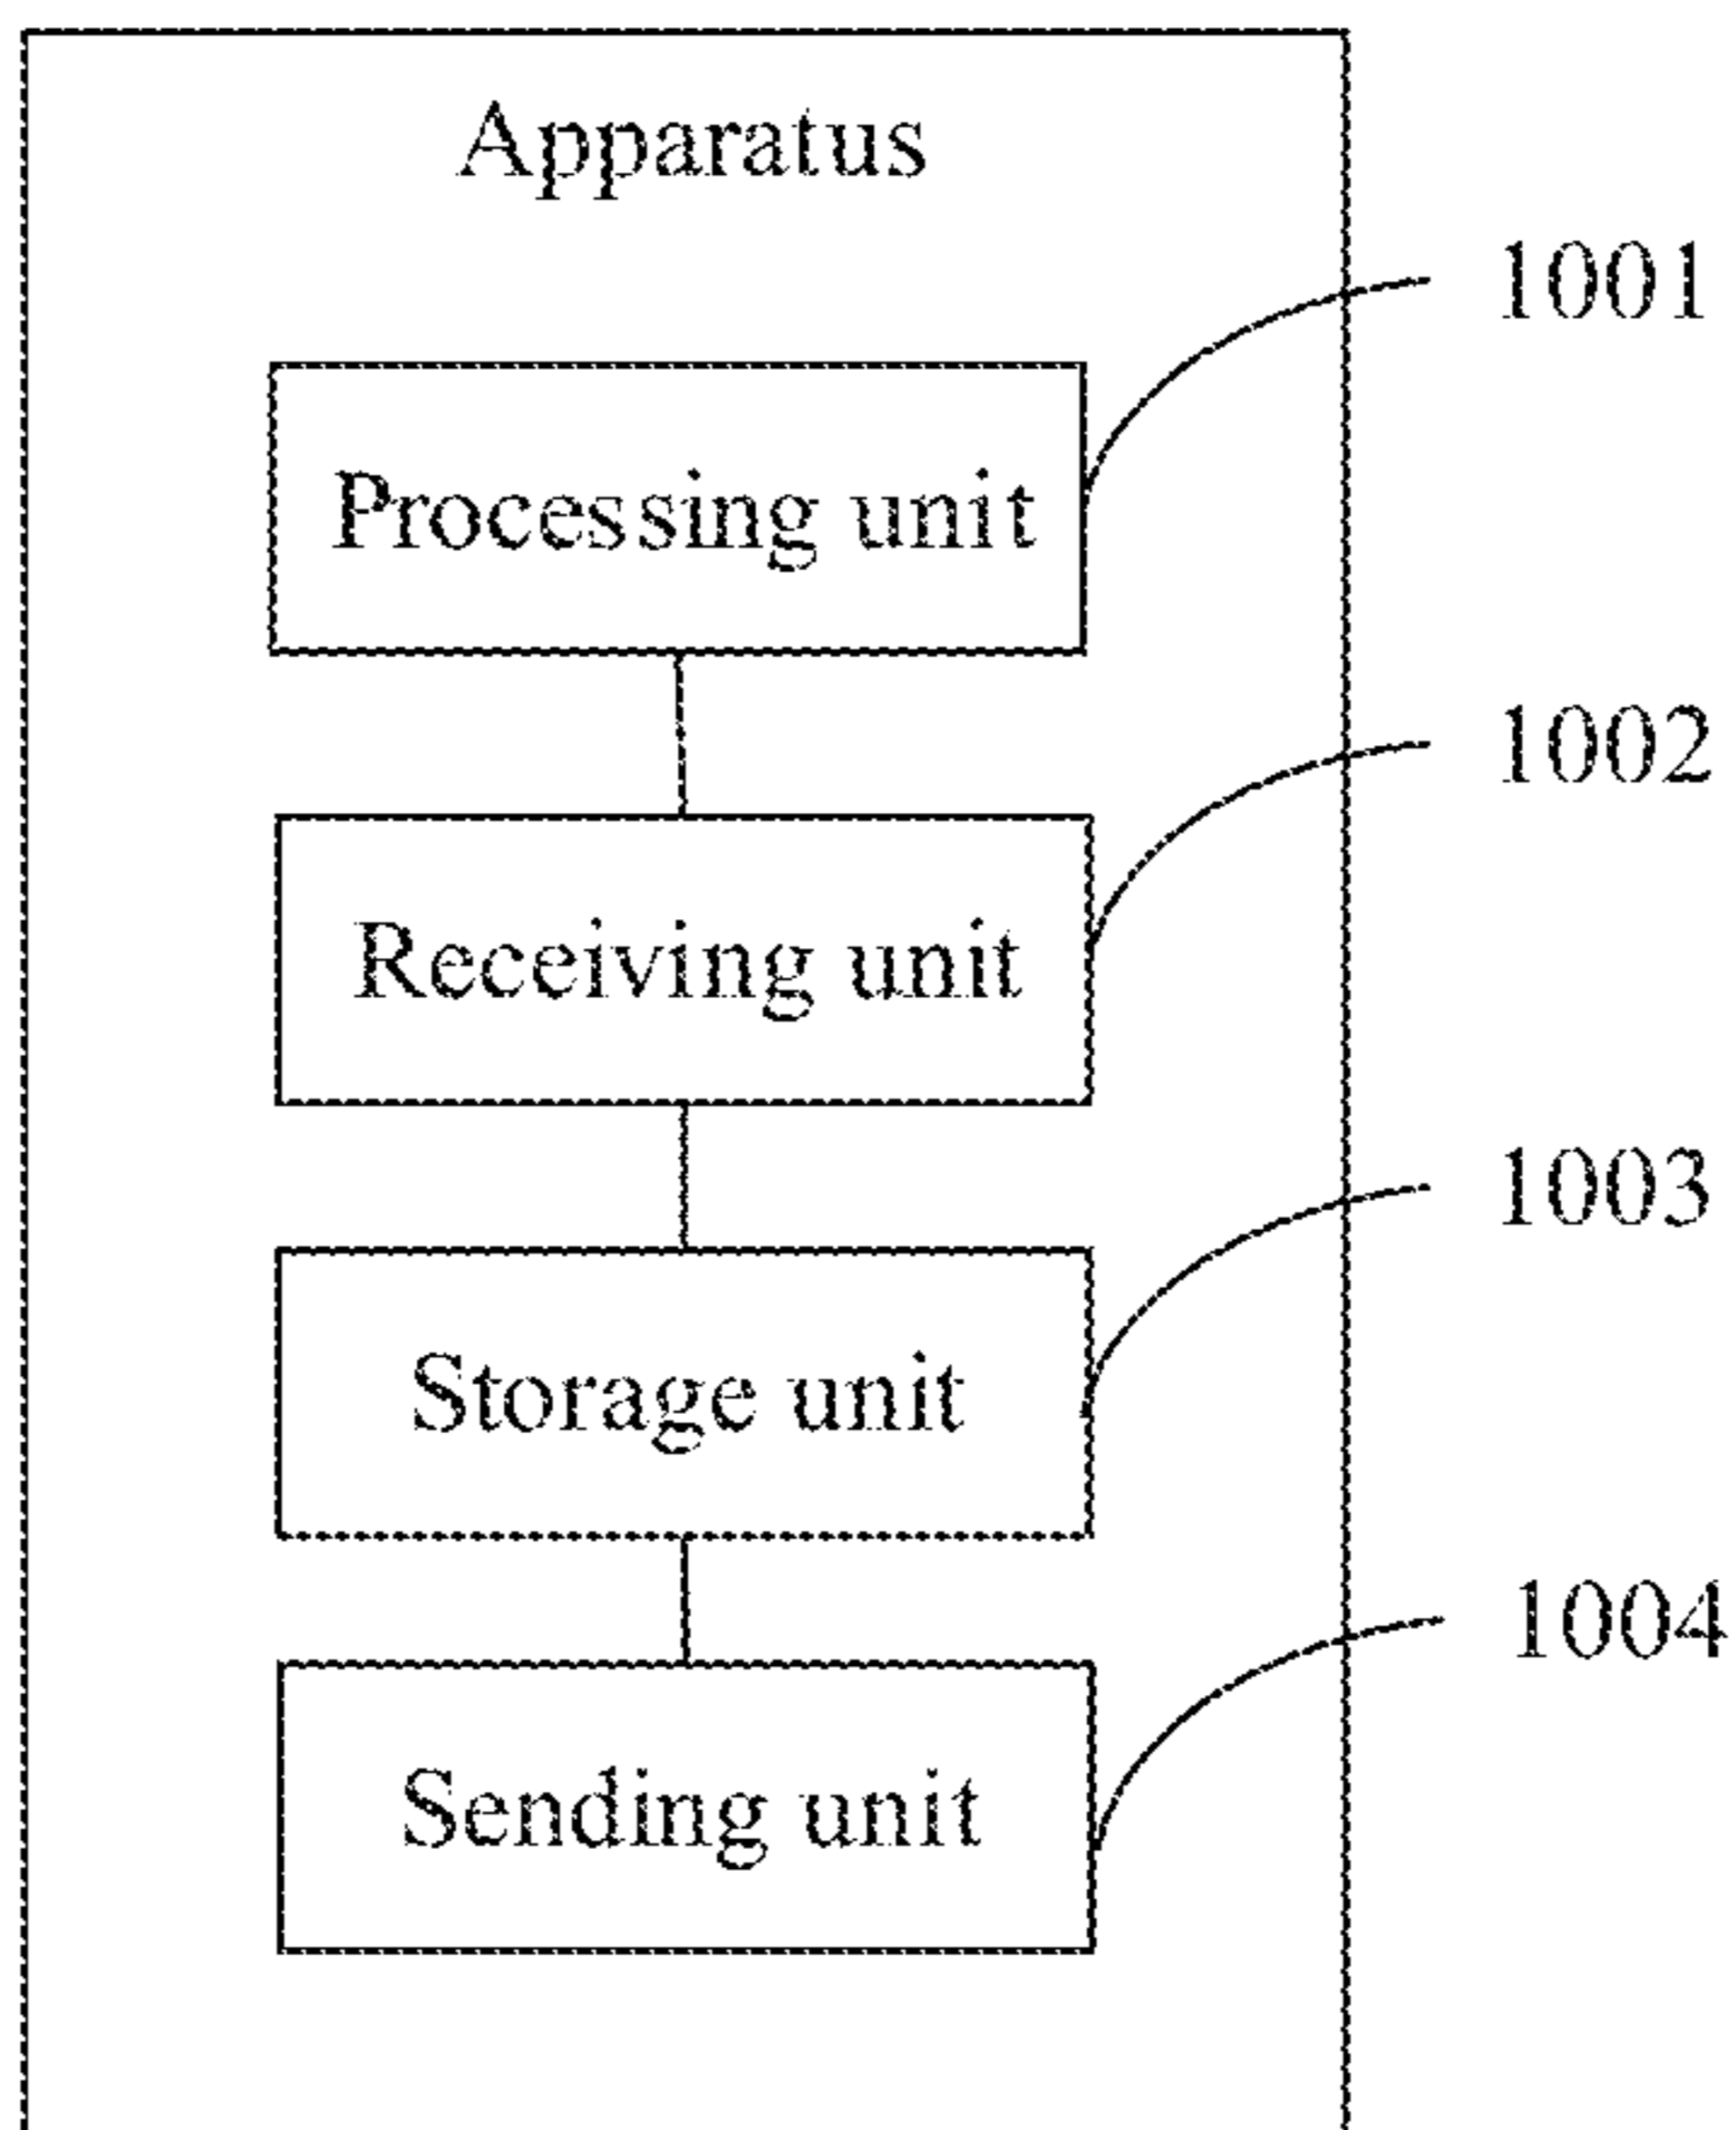 Apparatus
1001
Processing unit
1002
Receiving unit
1003
Storage unit
1004
Sending unit